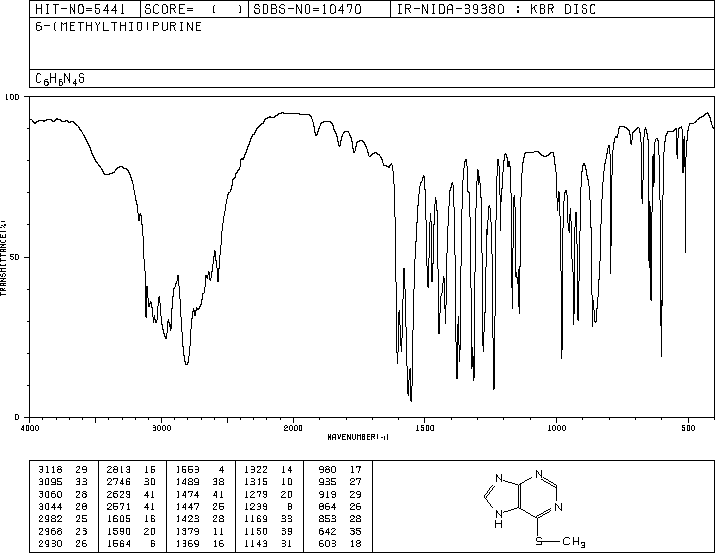 HIT-NO=5441 SCORE= ( ) SDBS-NO=10470 IR-NIDA-39380 : KBR DISC
6-(METHYLTHIO)PURINE
C6H6N4S
100
50
0
TRANSMITTANCE(%)
4000 3000 2000 1500 1000 500
WAVENUMBER(-1)
3118 29 2813 16 1553 4 1322 14 980 17
3095 33 2746 30 1489 38 1315 10 935 27
3060 28 2629 41 1474 41 1279 20 919 29
3044 28 2571 41 1447 25 1239 8 864 26
2982 25 1605 16 1423 28 1169 33 853 28
2968 23 1590 20 1379 11 1150 39 642 35
2930 26 1564 6 1369 16 1143 31 603 18
N N
N N
H
S CH3